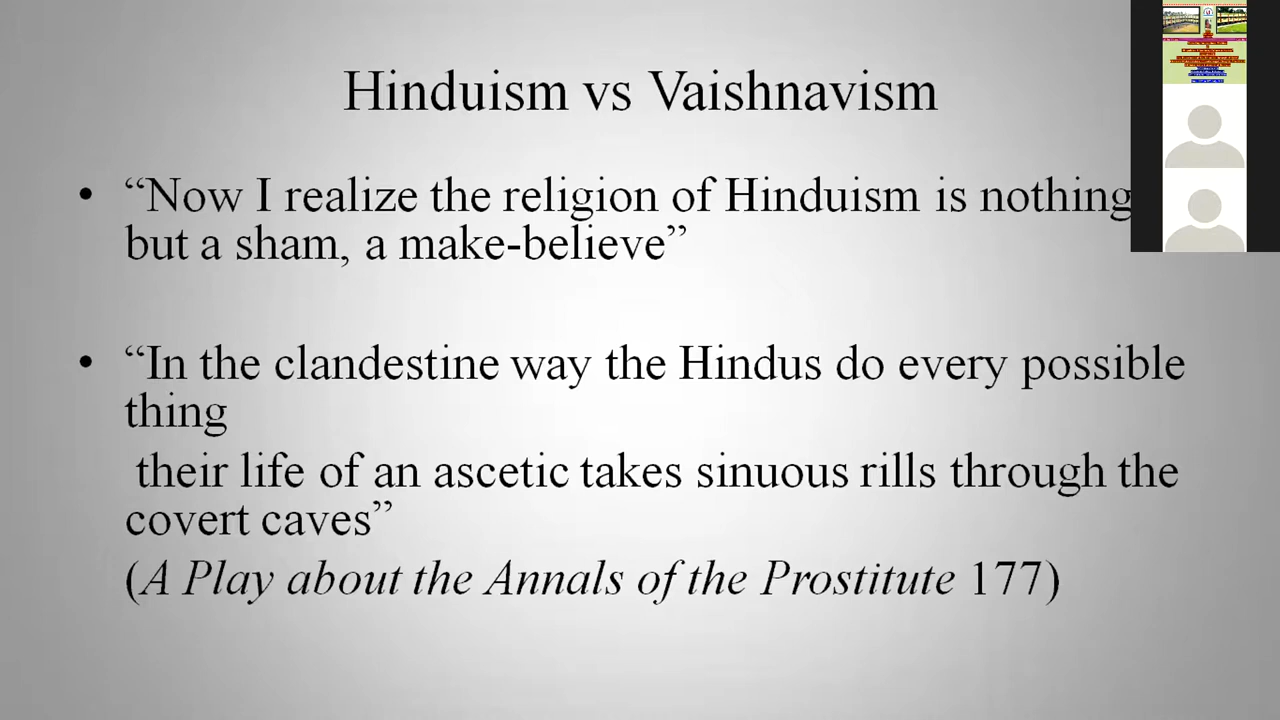 Hinduism vs Vaishnavism
• “Now I realize the religion of Hinduism is nothing
but a sham, a make-believe”
• “In the clandestine way the Hindus do every possible
thing
their life of an ascetic takes sinuous rills through the
covert caves”
(A Play about the Annals of the Prostitute 177)